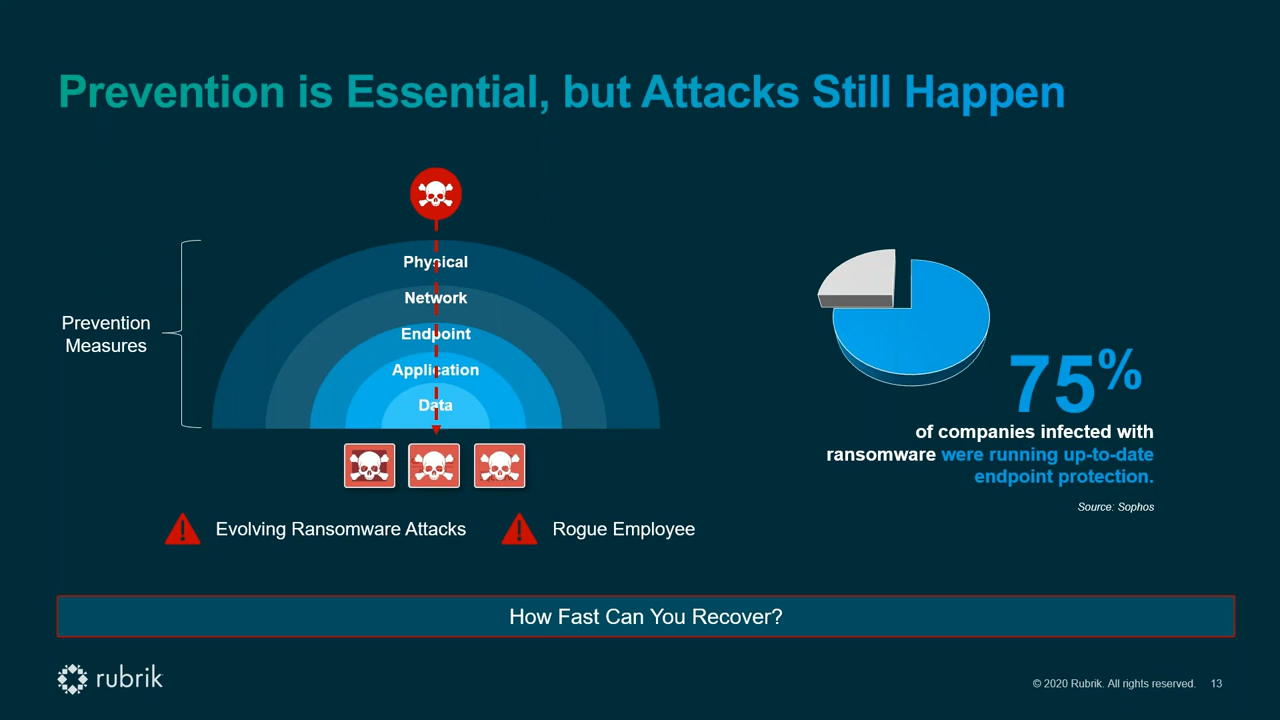 Prevention is Essential, but Attacks Still Happen
Prevention
Measures
Physical
Network
Endpoint
Application
Data
Evolving Ransomware Attacks
Rogue Employee
75%
of companies infected with
ransomware were running up-to-date
endpoint protection.
Source: Sophos
How Fast Can You Recover?
rubrik
© 2020 Rubrik. All rights reserved. 13